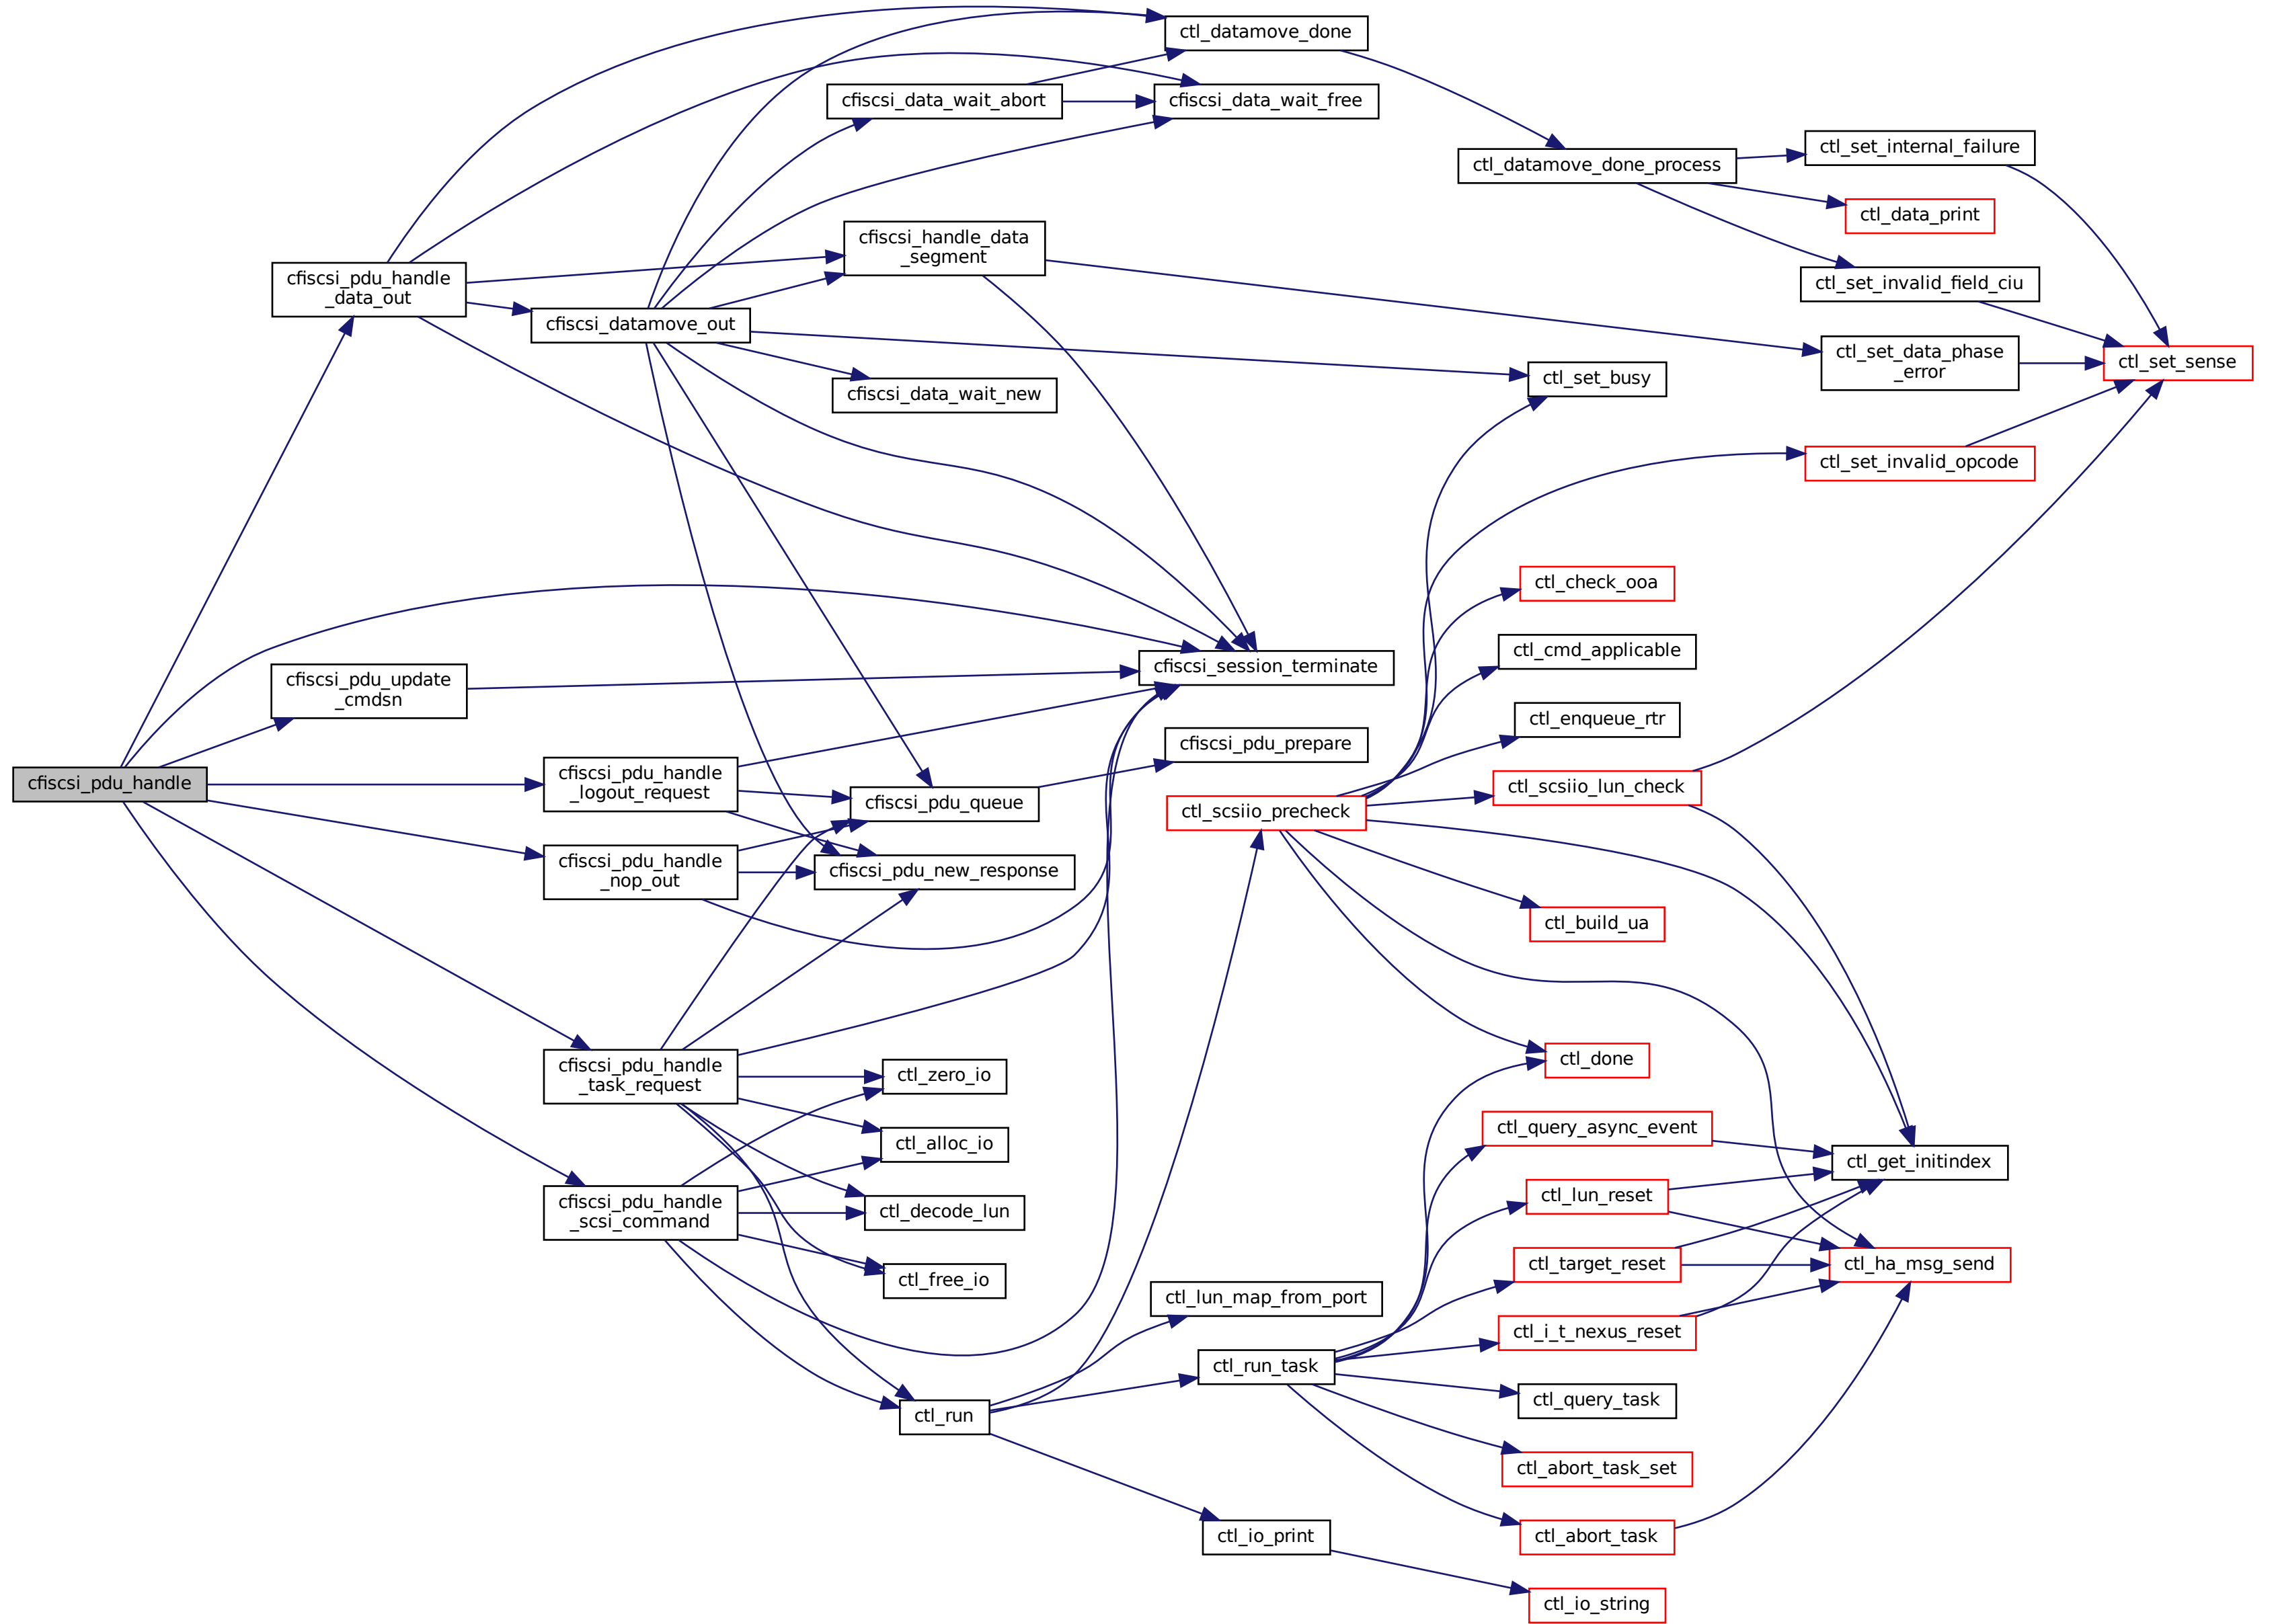 cfiscsi_pdu_handle
cfiscsi_pdu_handle
_data_out
cfiscsi_pdu_update
_cmdsn
cfiscsi_pdu_handle
_logout_request
cfiscsi_pdu_handle
_nop_out
cfiscsi_pdu_handle
_task_request
cfiscsi_pdu_handle
_scsi_command
cfiscsi_datamove_out
cfiscsi_data_wait_abort
cfiscsi_handle_data
_segment
cfiscsi_data_wait_new
cfiscsi_pdu_queue
cfiscsi_pdu_new_response
ctl_zero_io
ctl_alloc_io
ctl_decode_lun
ctl_free_io
ctl_run
ctl_datamove_done
cfiscsi_data_wait_free
cfiscsi_session_terminate
cfiscsi_pdu_prepare
ctl_scsiio_precheck
ctl_lun_map_from_port
ctl_run_task
ctl_io_print
ctl_datamove_done_process
ctl_set_busy
ctl_check_ooa
ctl_cmd_applicable
ctl_enqueue_rtr
ctl_scsiio_lun_check
ctl_build_ua
ctl_done
ctl_query_async_event
ctl_lun_reset
ctl_target_reset
ctl_i_t_nexus_reset
ctl_query_task
ctl_abort_task_set
ctl_abort_task
ctl_io_string
ctl_set_internal_failure
ctl_data_print
ctl_set_invalid_field_ciu
ctl_set_data_phase
_error
ctl_set_invalid_opcode
ctl_get_initindex
ctl_ha_msg_send
ctl_set_sense